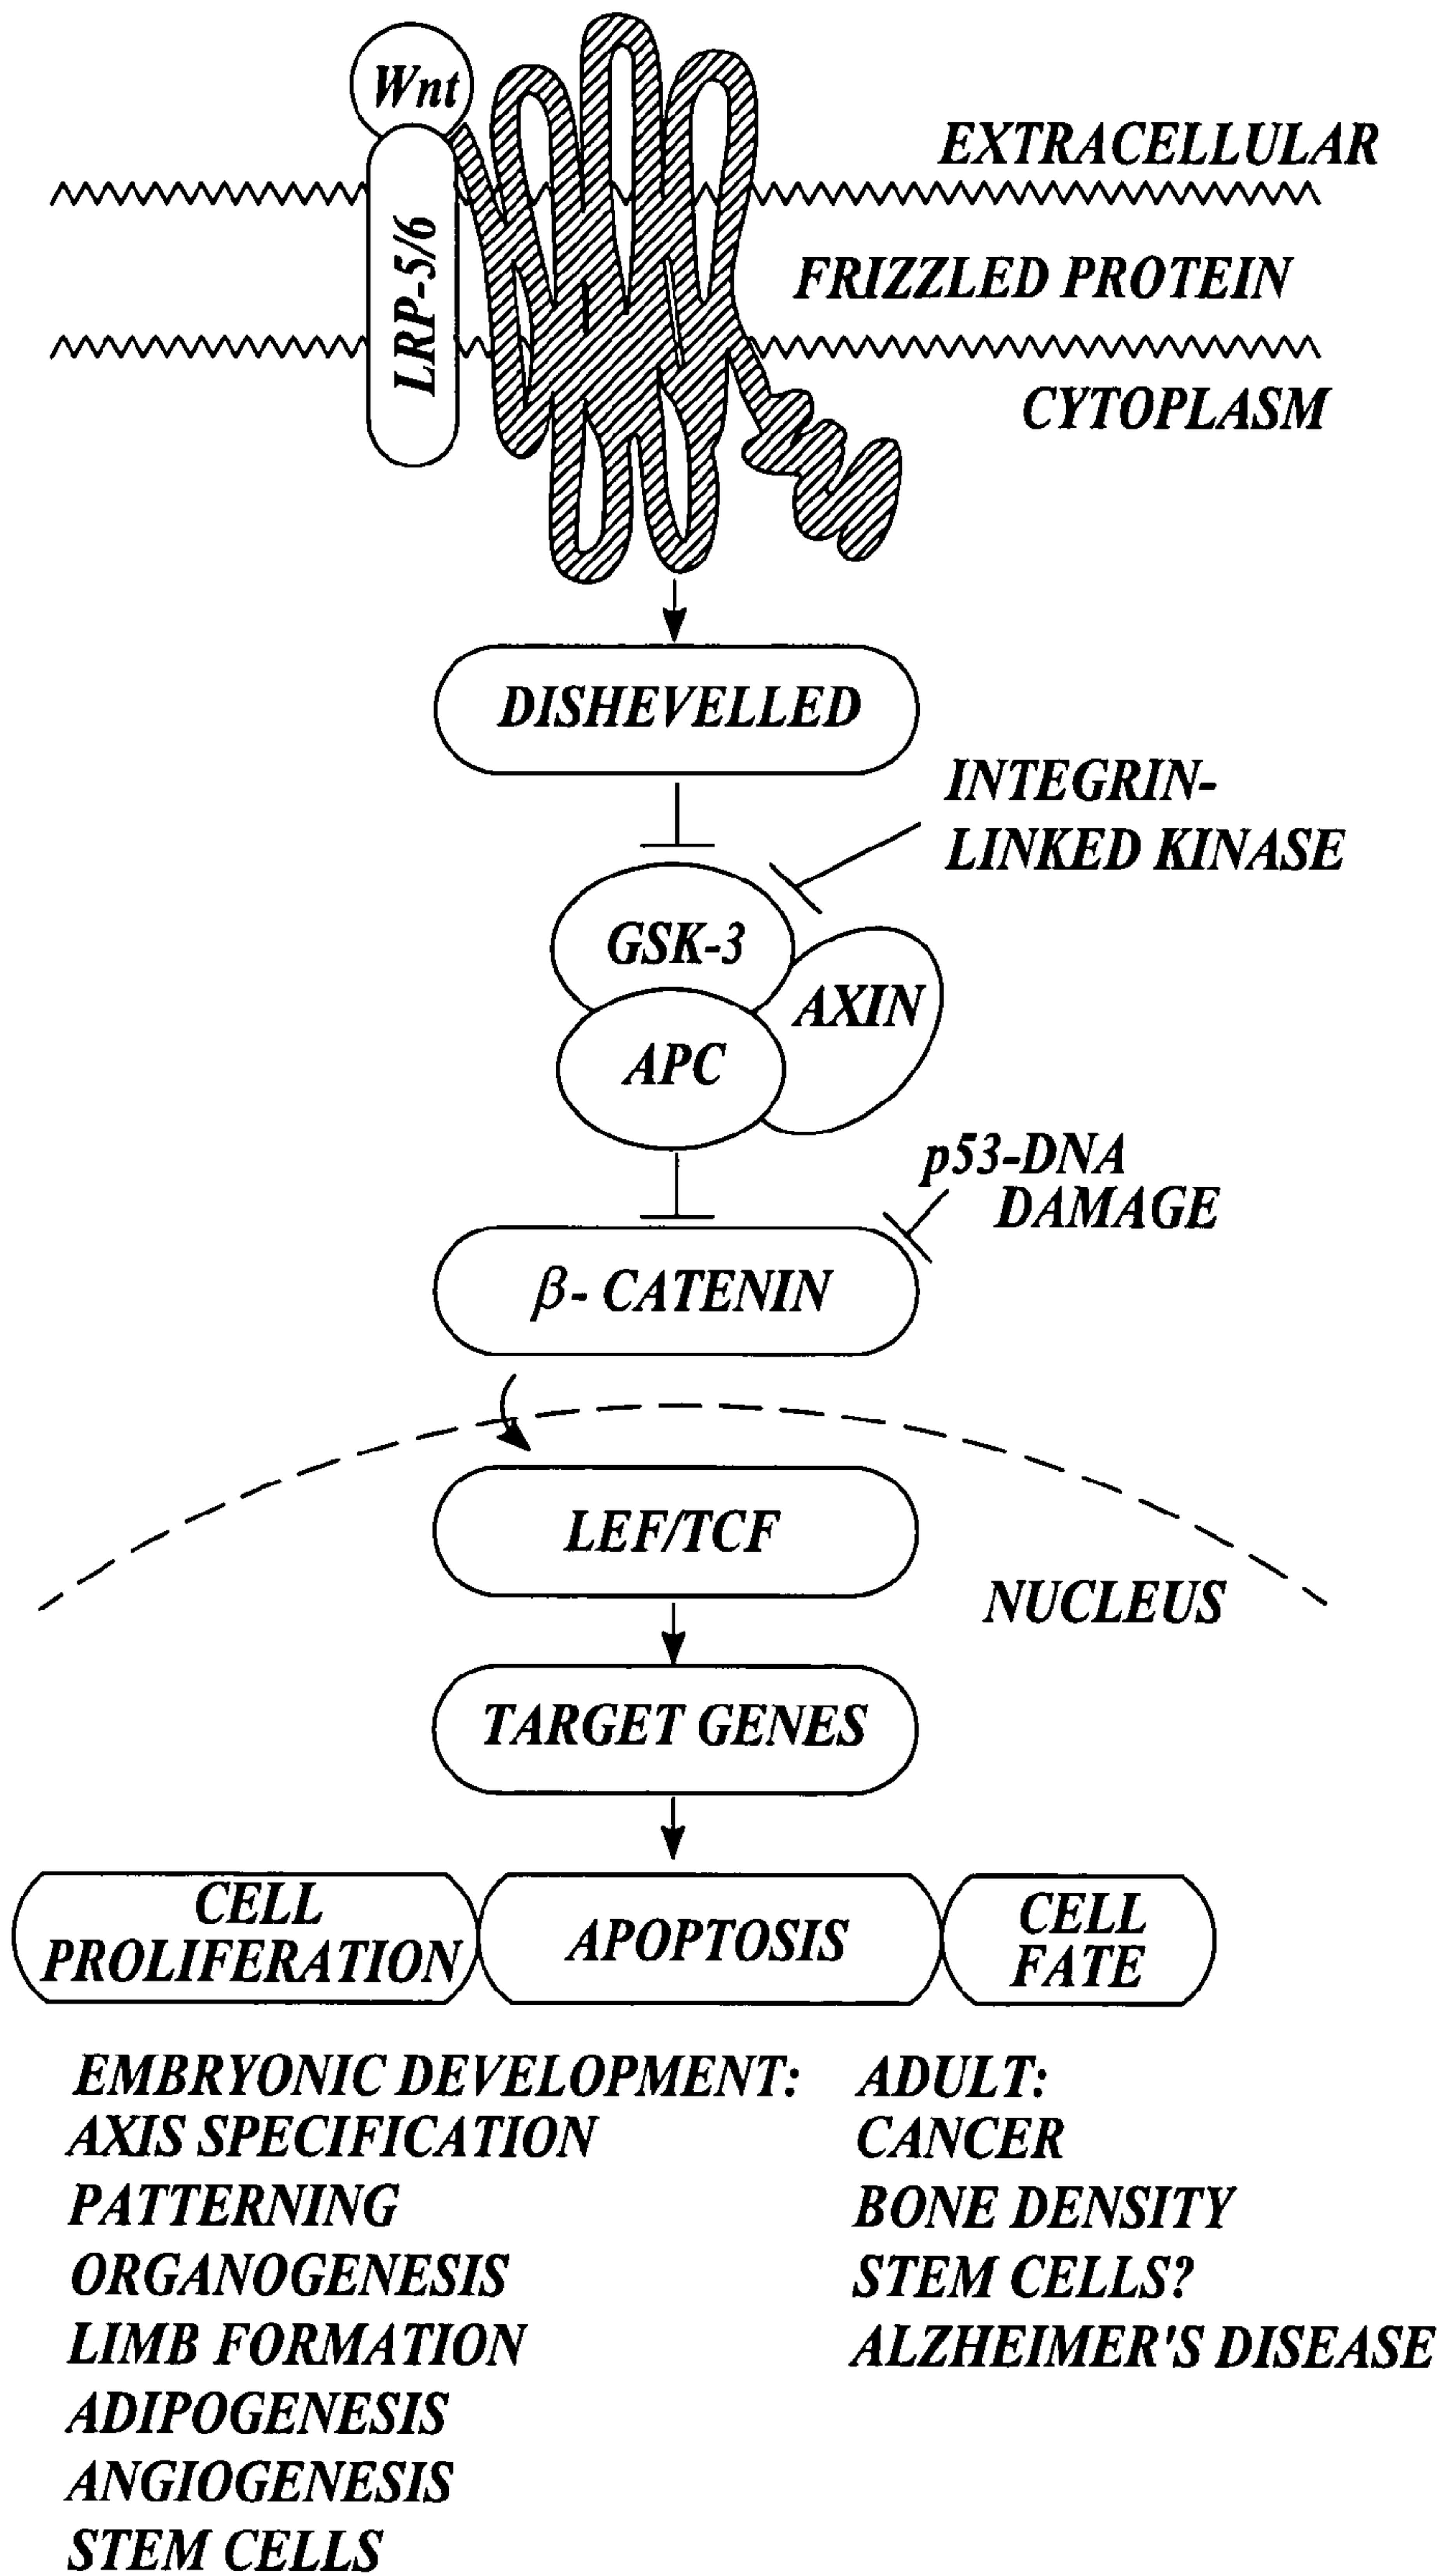 Wnt
EXTRACELLULAR
LRP-5/6
FRIZZLED PROTEIN
CYTOPLASM
DISHEVELLED
INTEGRIN-
LINKED KINASE
GSK-3
AXIN
APC
p53-DNA
DAMAGE
β- CATENIN
LEF/TCF
NUCLEUS
TARGET GENES
CELL
PROLIFERATION
APOPTOSIS
CELL
FATE
EMBRYONIC DEVELOPMENT:
AXIS SPECIFICATION
PATTERNING
ORGANOGENESIS
LIMB FORMATION
ADIPOGENESIS
ANGIOGENESIS
STEM CELLS
ADULT:
CANCER
BONE DENSITY
STEM CELLS?
ALZHEIMER'S DISEASE